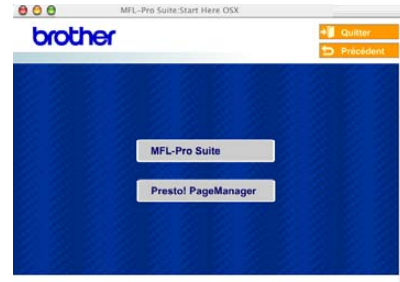 MFL-Pro Suite:Start Here OSX
brother
Quitter
Précédent
MFL-Pro Suite
Presto! PageManager